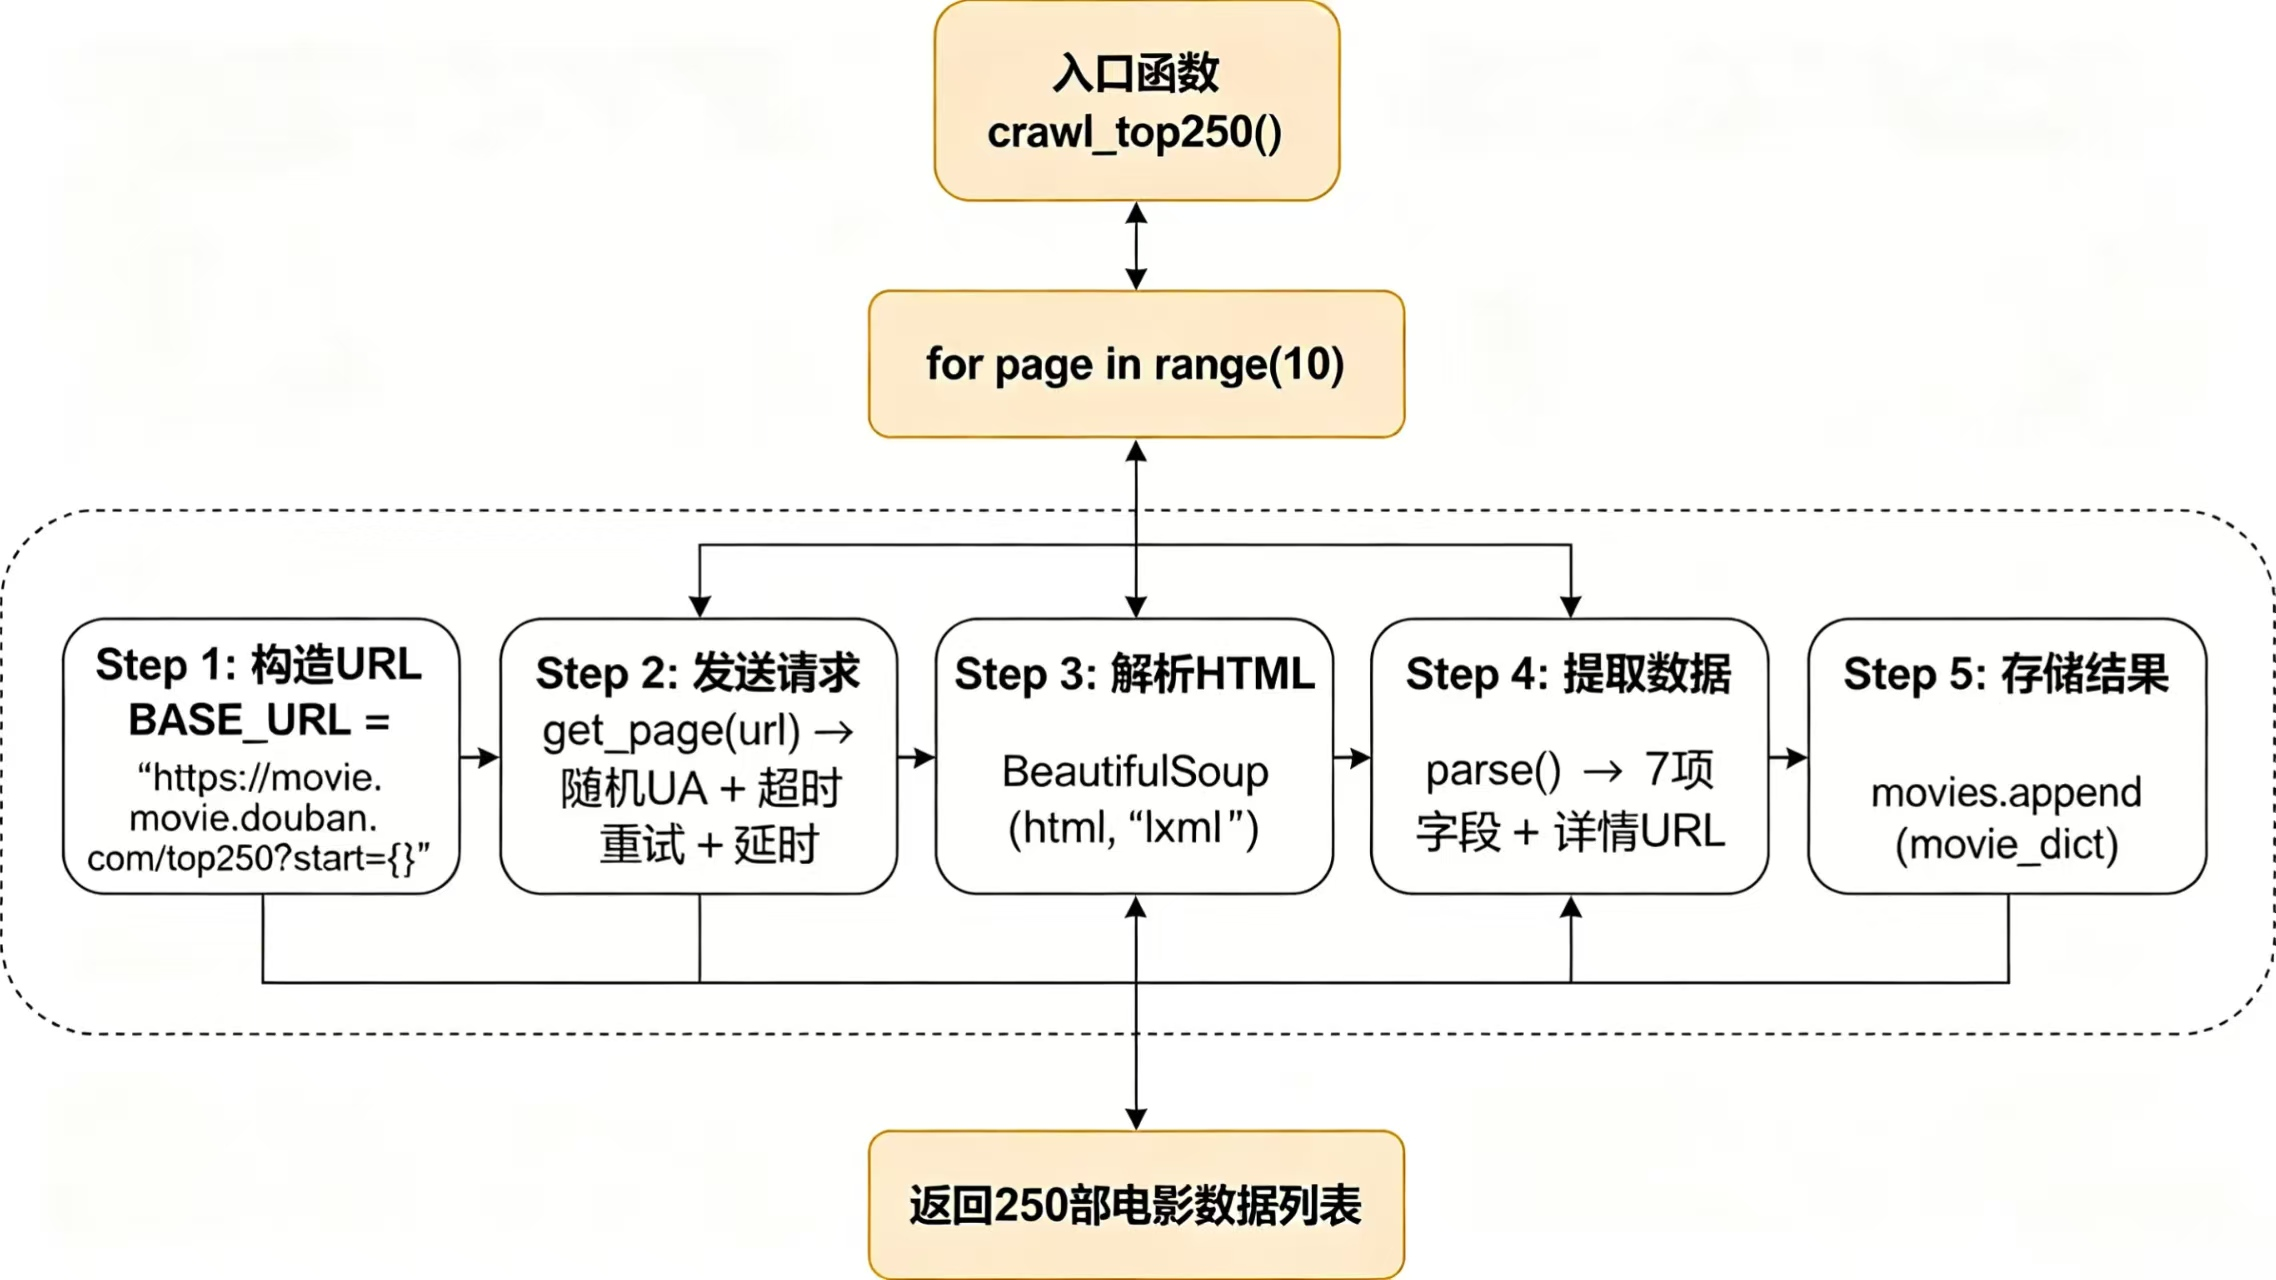 入口函数
crawl_top250()
for page in range(10)
Step 1: 构造URL
BASE_URL =
“https://movie.
movie.douban.
com/top250?start={}”
Step 2: 发送请求
get_page(url) →
随机UA + 超时
重试 + 延时
Step 3: 解析HTML
BeautifulSoup
(html, “lxml”)
Step 4: 提取数据
parse() → 7项
字段 + 详情URL
Step 5: 存储结果
movies.append
(movie_dict)
返回250部电影数据列表